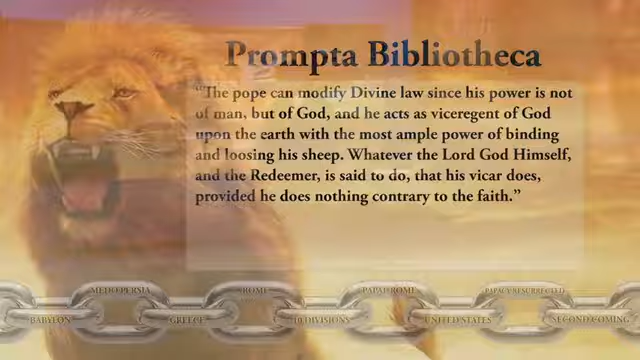 Prompta Bibliotheca
“The pope can modify Divine law since his power is not
of man, but of God, and he acts as viceregent of God
upon the earth with the most ample power of binding
and loosing his sheep. Whatever the Lord God Himself,
and the Redeemer, is said to do, that his vicar does,
provided he does nothing contrary to the faith.”
MEDO-PERSIA ROME PAPAL ROME PAPACY RESURRECTED
BABYLON GREECE 10 DIVISIONS UNITED STATES SECOND COMING